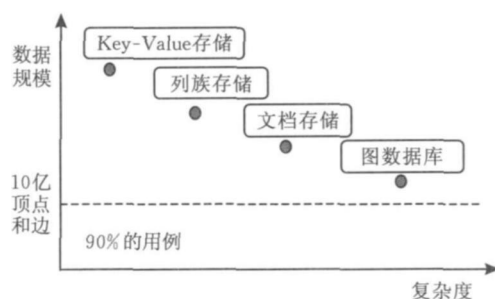 数据
规模
Key-Value存储
列族存储
文档存储
图数据库
10亿
顶点
和边
90%的用例
复杂度